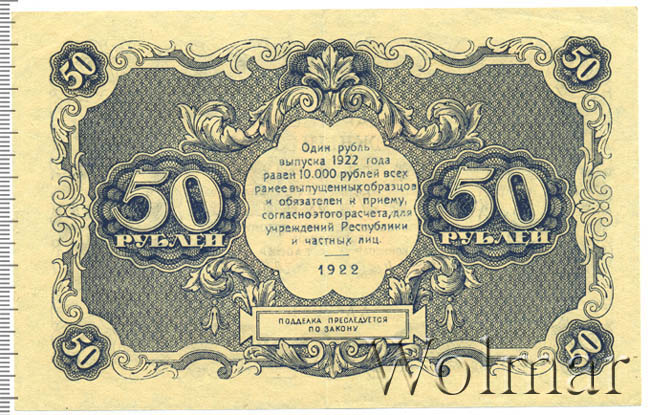 50
50
Один рубль
выпуска 1922 года
равен 10.000 рублей всех
ранее выпущенных образцов
и обязателен к приему,
согласно этого расчета, для
учреждений Республики
и частных лиц.
1922
50
РУБЛЕЙ
50
РУБЛЕЙ
ПОДДЕЛКА ПРЕСЛЕДУЕТСЯ
ПО ЗАКОНУ
50
50
Wolmar